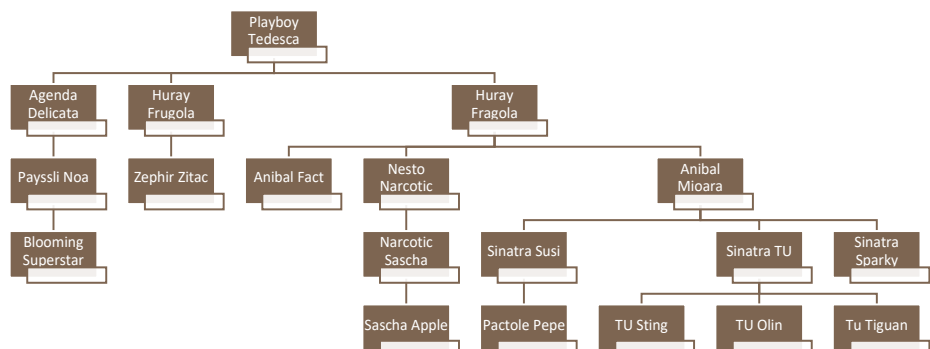 Playboy
Tedesca
Agenda
Delicata
Huray
Frugola
Huray
Fragola
Payssli Noa
Zephir Zitac
Anibal Fact
Nesto
Narcotic
Anibal
Mioara
Blooming
Superstar
Narcotic
Sascha
Sinatra Susi
Sinatra TU
Sinatra
Sparky
Sascha Apple
Pactole Pepe
TU Sting
TU Olin
Tu Tiguan